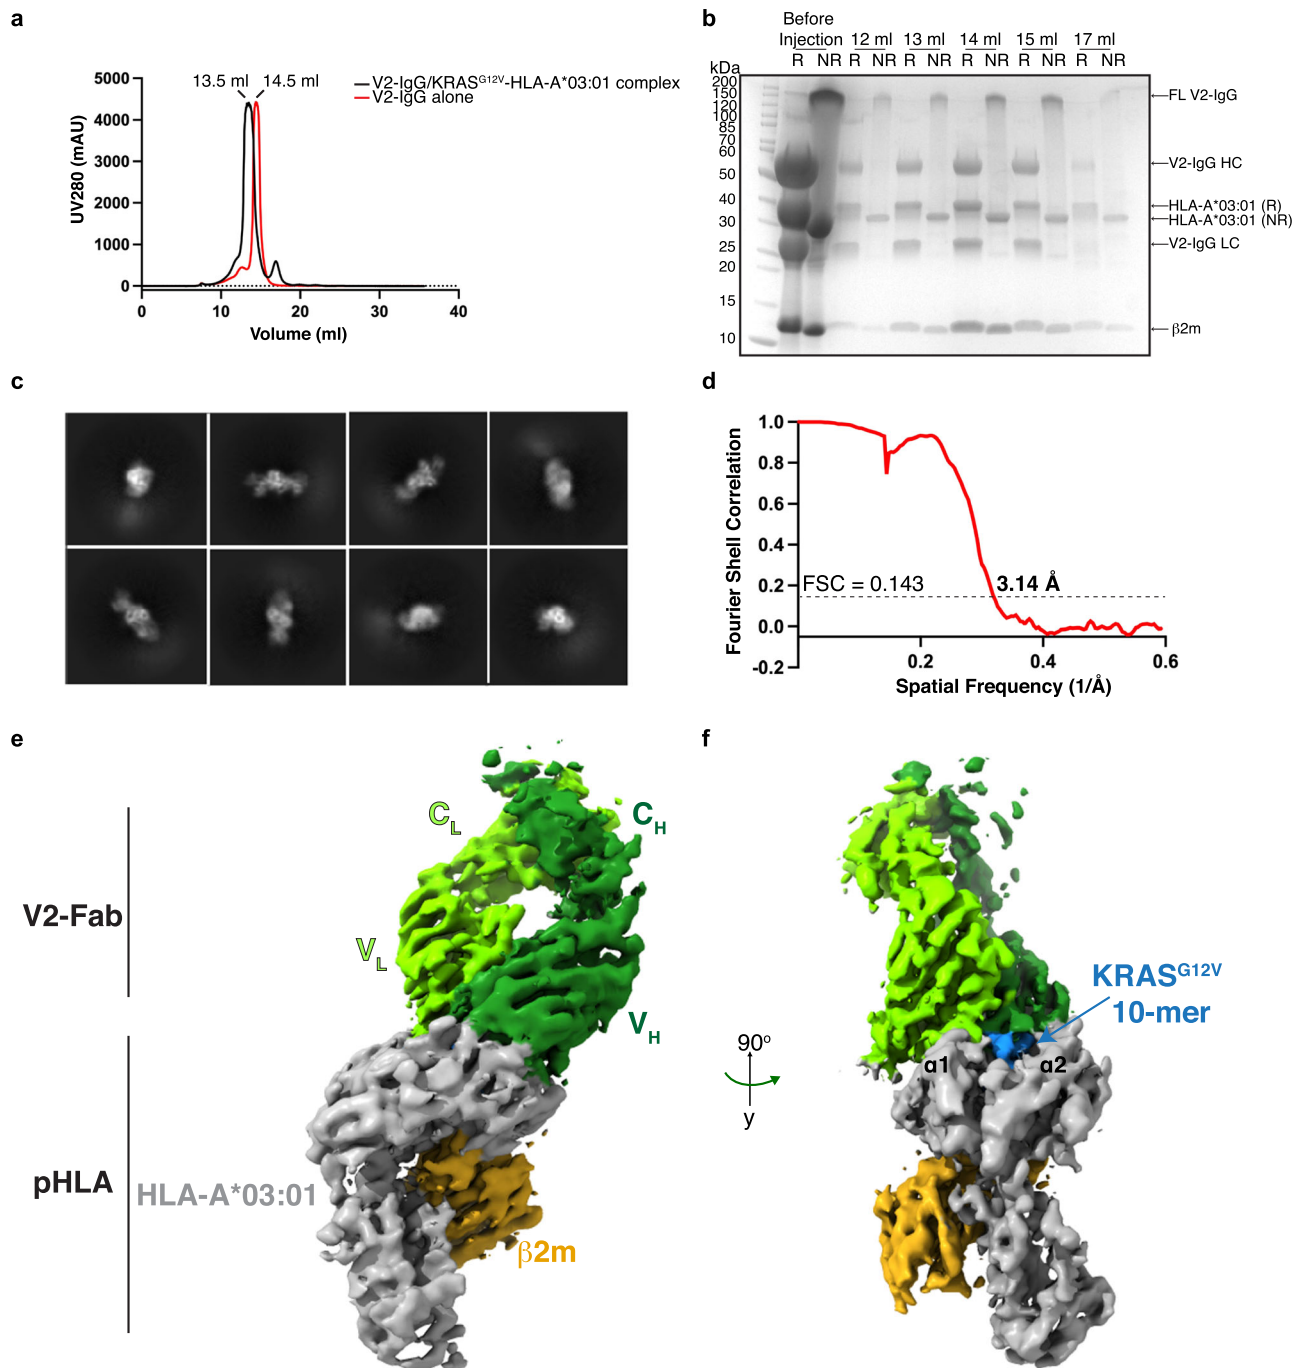 a
13.5 ml 14.5 ml
V2-IgG/KRASG12V-HLA-A*03:01 complex
V2-IgG alone
UV280 (mAU)
5000
4000
3000
2000
1000
0
0 10 20 30 40
Volume (ml)
b
Before
Injection 12 ml 13 ml 14 ml 15 ml 17 ml
R NR R NR R NR R NR R NR R NR
kDa
200
150
120
100
85
70
60
50
40
30
25
20
15
10
FL V2-IgG
V2-IgG HC
HLA-A*03:01 (R)
HLA-A*03:01 (NR)
V2-IgG LC
β2m
c
d
Fourier Shell Correlation
1.0
0.8
0.6
0.4
0.2
0.0
-0.2
FSC = 0.143
3.14 Å
0.2 0.4 0.6
Spatial Frequency (1/Å)
e
V2-Fab
pHLA
CL
CH
VL
VH
HLA-A*03:01
β2m
f
90o
y
KRASG12V
10-mer
α1
α2